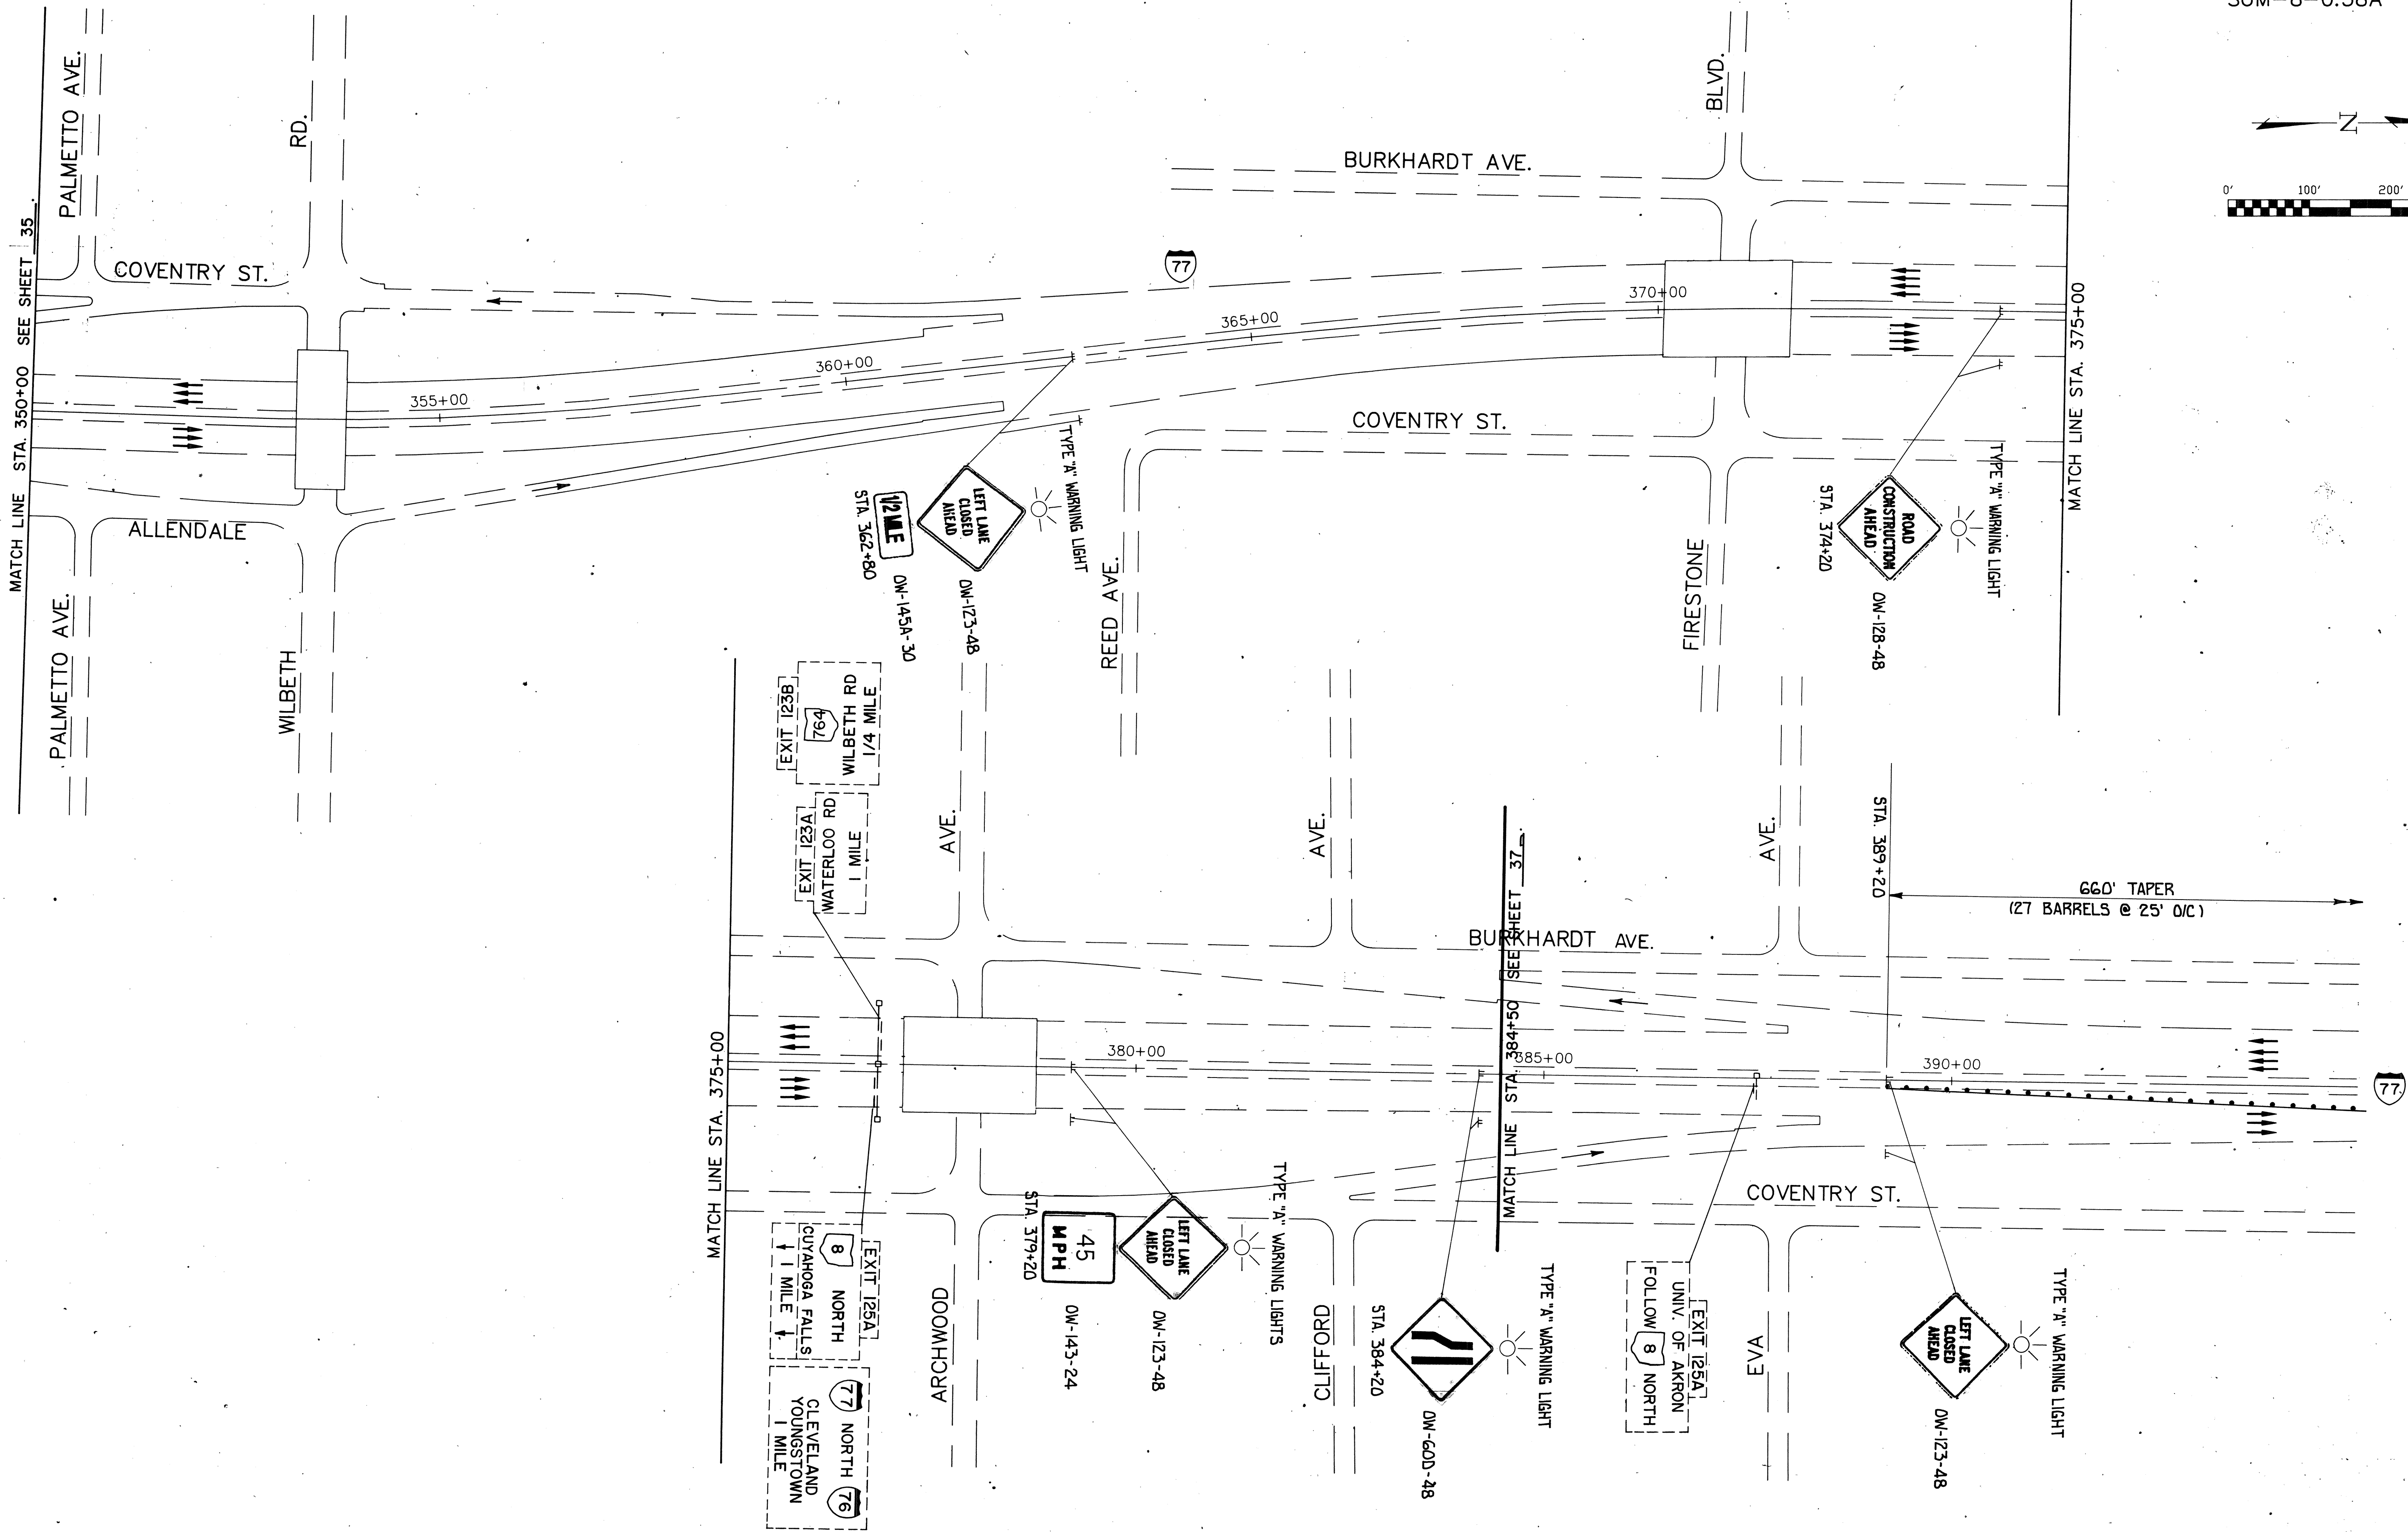 SUM-8-0.58A
N
0' 100' 200'
PALMETTO AVE.
RD.
BLVD.
BURKHARDT AVE.
MATCH LINE STA. 350+00 SEE SHEET 35
COVENTRY ST.
77
355+00
360+00
365+00
370+00
MATCH LINE STA. 375+00
COVENTRY ST.
ALLENDALE
PALMETTO AVE.
WILBETH
REED AVE.
FIRESTONE
LEFT LANE
CLOSED
AHEAD
1/2 MILE
STA. 362+80
OW-145A-30
OW-123-48
TYPE "A" WARNING LIGHT
ROAD
CONSTRUCTION
AHEAD
STA. 374+20
OW-128-48
TYPE "A" WARNING LIGHT
EXIT 123B
764
WILBETH RD
1/4 MILE
EXIT 123A
WATERLOO RD
1 MILE
AVE.
AVE.
AVE.
STA. 389+20
660' TAPER
(27 BARRELS @ 25' O/C)
BURKHARDT AVE.
MATCH LINE STA. 384+50 SEE SHEET 37
MATCH LINE STA. 375+00
380+00
385+00
390+00
77
COVENTRY ST.
ARCHWOOD
CLIFFORD
EVA
EXIT 125A
8 NORTH
CUYAHOGA FALLS
1 MILE
77 NORTH 76
CLEVELAND
YOUNGSTOWN
1 MILE
LEFT LANE
CLOSED
AHEAD
45
MPH
STA. 379+20
OW-143-24
OW-123-48
TYPE "A" WARNING LIGHTS
STA. 384+20
OW-60D-48
TYPE "A" WARNING LIGHT
EXIT 125A
UNIV. OF AKRON
FOLLOW 8 NORTH
LEFT LANE
CLOSED
AHEAD
OW-123-48
TYPE "A" WARNING LIGHT